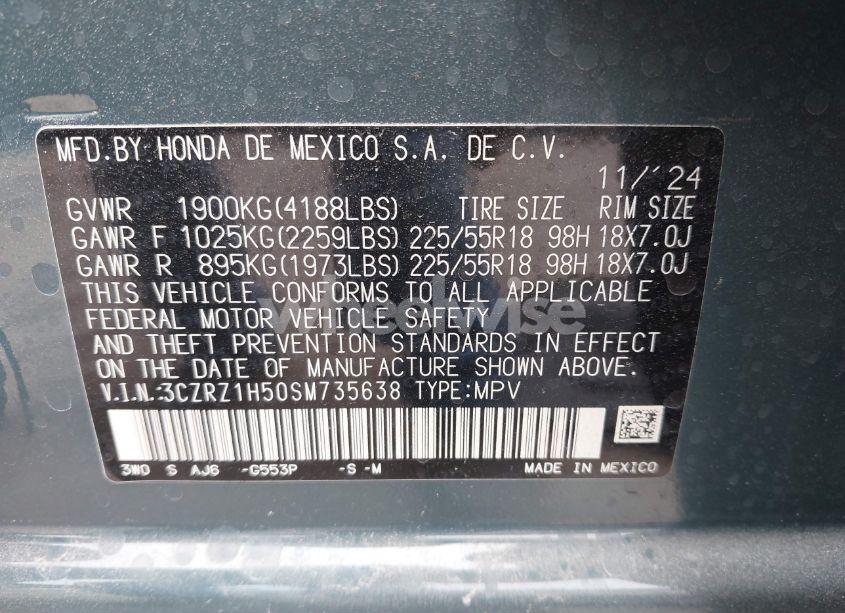 MFD.BY HONDA DE MEXICO S.A. DE C.V.
11/'24
GVWR 1900KG(4188LBS) TIRE SIZE RIM SIZE
GAWR F 1025KG(2259LBS) 225/55R18 98H 18X7.0J
GAWR R 895KG(1973LBS) 225/55R18 98H 18X7.0J
THIS VEHICLE CONFORMS TO ALL APPLICABLE
FEDERAL MOTOR VEHICLE SAFETY
AND THEFT PREVENTION STANDARDS IN EFFECT
ON THE DATE OF MANUFACTURE SHOWN ABOVE.
V.I.N.:3CZRZ1H50SM735638 TYPE:MPV
3W0 S AJ6 -G553P -S -M MADE IN MEXICO
wheelwise